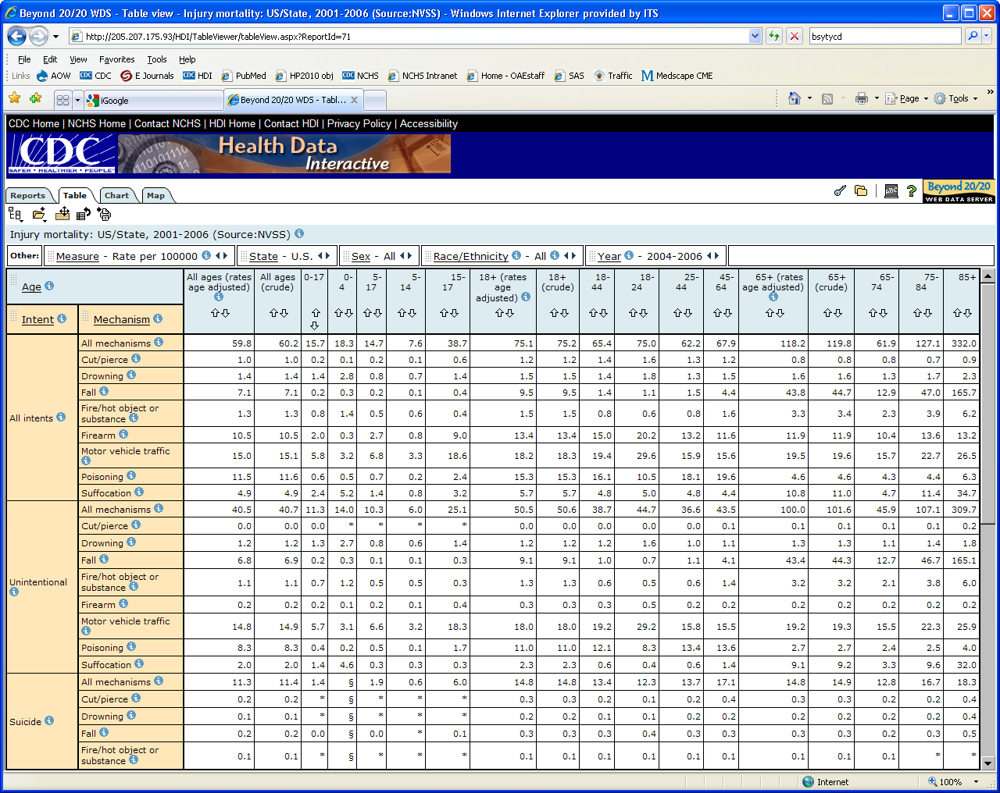 Beyond 20/20 WDS - Table view - Injury mortality: US/State, 2001-2006 (Source:NVSS) - Windows Internet Explorer provided by ITS
http://205.207.175.93/HDI/TableViewer/tableView.aspx?ReportId=71 bsytycd
File Edit View Favorites Tools Help
Links AOW CDC E Journals HDI PubMed HP2010 obj NCHS NCHS Intranet Home - OAEstaff SAS Traffic Medscape CME
iGoogle Beyond 20/20 WDS - Tabl... Page Tools
CDC Home | NCHS Home | Contact NCHS | HDI Home | Contact HDI | Privacy Policy | Accessibility
CDC Health Data
Interactive
SAFER • HEALTHIER • PEOPLE
Reports Table Chart Map
Beyond 20/20
WEB DATA SERVER
Injury mortality: US/State, 2001-2006 (Source:NVSS)
Other: Measure - Rate per 100000 State - U.S. Sex - All Race/Ethnicity - All Year - 2004-2006
Age All ages (rates age adjusted) All ages (crude) 0-17 0-4 5-17 5-14 15-17 18+ (rates age adjusted) 18+ (crude) 18-44 18-24 25-44 45-64 65+ (rates age adjusted) 65+ (crude) 65-74 75-84 85+
Intent Mechanism
All intents
All mechanisms 59.8 60.2 15.7 18.3 14.7 7.6 38.7 75.1 75.2 65.4 75.0 62.2 67.9 118.2 119.8 61.9 127.1 332.0
Cut/pierce 1.0 1.0 0.2 0.1 0.2 0.1 0.6 1.2 1.2 1.4 1.6 1.3 1.2 0.8 0.8 0.8 0.7 0.9
Drowning 1.4 1.4 1.4 2.8 0.8 0.7 1.4 1.5 1.5 1.4 1.8 1.3 1.5 1.6 1.6 1.3 1.7 2.3
Fall 7.1 7.1 0.2 0.3 0.2 0.1 0.4 9.5 9.5 1.4 1.1 1.5 4.4 43.8 44.7 12.9 47.0 165.7
Fire/hot object or substance 1.3 1.3 0.8 1.4 0.5 0.6 0.4 1.5 1.5 0.8 0.6 0.8 1.6 3.3 3.4 2.3 3.9 6.2
Firearm 10.5 10.5 2.0 0.3 2.7 0.8 9.0 13.4 13.4 15.0 20.2 13.2 11.6 11.9 11.9 10.4 13.6 13.2
Motor vehicle traffic 15.0 15.1 5.8 3.2 6.8 3.3 18.6 18.2 18.3 19.4 29.6 15.9 15.6 19.5 19.6 15.7 22.7 26.5
Poisoning 11.5 11.6 0.6 0.5 0.7 0.2 2.4 15.3 15.3 16.1 10.5 18.1 19.6 4.6 4.6 4.3 4.4 6.3
Suffocation 4.9 4.9 2.4 5.2 1.4 0.8 3.2 5.7 5.7 4.8 5.0 4.8 4.4 10.8 11.0 4.7 11.4 34.7
Unintentional
All mechanisms 40.5 40.7 11.3 14.0 10.3 6.0 25.1 50.5 50.6 38.7 44.7 36.6 43.5 100.0 101.6 45.9 107.1 309.7
Cut/pierce 0.0 0.0 0.0 * * * * 0.0 0.0 0.0 0.0 0.0 0.1 0.1 0.1 0.1 0.1 0.2
Drowning 1.2 1.2 1.3 2.7 0.8 0.6 1.4 1.2 1.2 1.2 1.6 1.0 1.1 1.3 1.3 1.1 1.4 1.8
Fall 6.8 6.9 0.2 0.3 0.1 0.1 0.3 9.1 9.1 1.0 0.7 1.1 4.1 43.4 44.3 12.7 46.7 165.1
Fire/hot object or substance 1.1 1.1 0.7 1.2 0.5 0.5 0.3 1.3 1.3 0.6 0.5 0.6 1.4 3.2 3.2 2.1 3.8 6.0
Firearm 0.2 0.2 0.2 0.1 0.2 0.1 0.4 0.3 0.3 0.3 0.5 0.2 0.2 0.2 0.2 0.2 0.2 0.2
Motor vehicle traffic 14.8 14.9 5.7 3.1 6.6 3.2 18.3 18.0 18.0 19.2 29.2 15.8 15.5 19.2 19.3 15.5 22.3 25.9
Poisoning 8.3 8.3 0.4 0.2 0.5 0.1 1.7 11.0 11.0 12.1 8.3 13.4 13.6 2.7 2.7 2.4 2.5 4.0
Suffocation 2.0 2.0 1.4 4.6 0.3 0.3 0.3 2.3 2.3 0.6 0.4 0.6 1.4 9.1 9.2 3.3 9.6 32.0
Suicide
All mechanisms 11.3 11.4 1.4 § 1.9 0.6 6.0 14.8 14.8 13.4 12.3 13.7 17.1 14.8 14.9 12.8 16.7 18.3
Cut/pierce 0.2 0.2 * § * * * 0.3 0.3 0.2 0.1 0.2 0.4 0.3 0.3 0.2 0.2 0.4
Drowning 0.1 0.1 * § * * * 0.2 0.2 0.1 0.1 0.2 0.2 0.2 0.2 0.2 0.2 0.4
Fall 0.2 0.2 0.0 § 0.0 * 0.1 0.3 0.3 0.3 0.4 0.3 0.3 0.3 0.3 0.2 0.3 0.5
Fire/hot object or substance 0.1 0.1 * § * * * 0.1 0.1 0.1 0.1 0.1 0.1 0.1 0.1 0.1 * *
Internet 100%